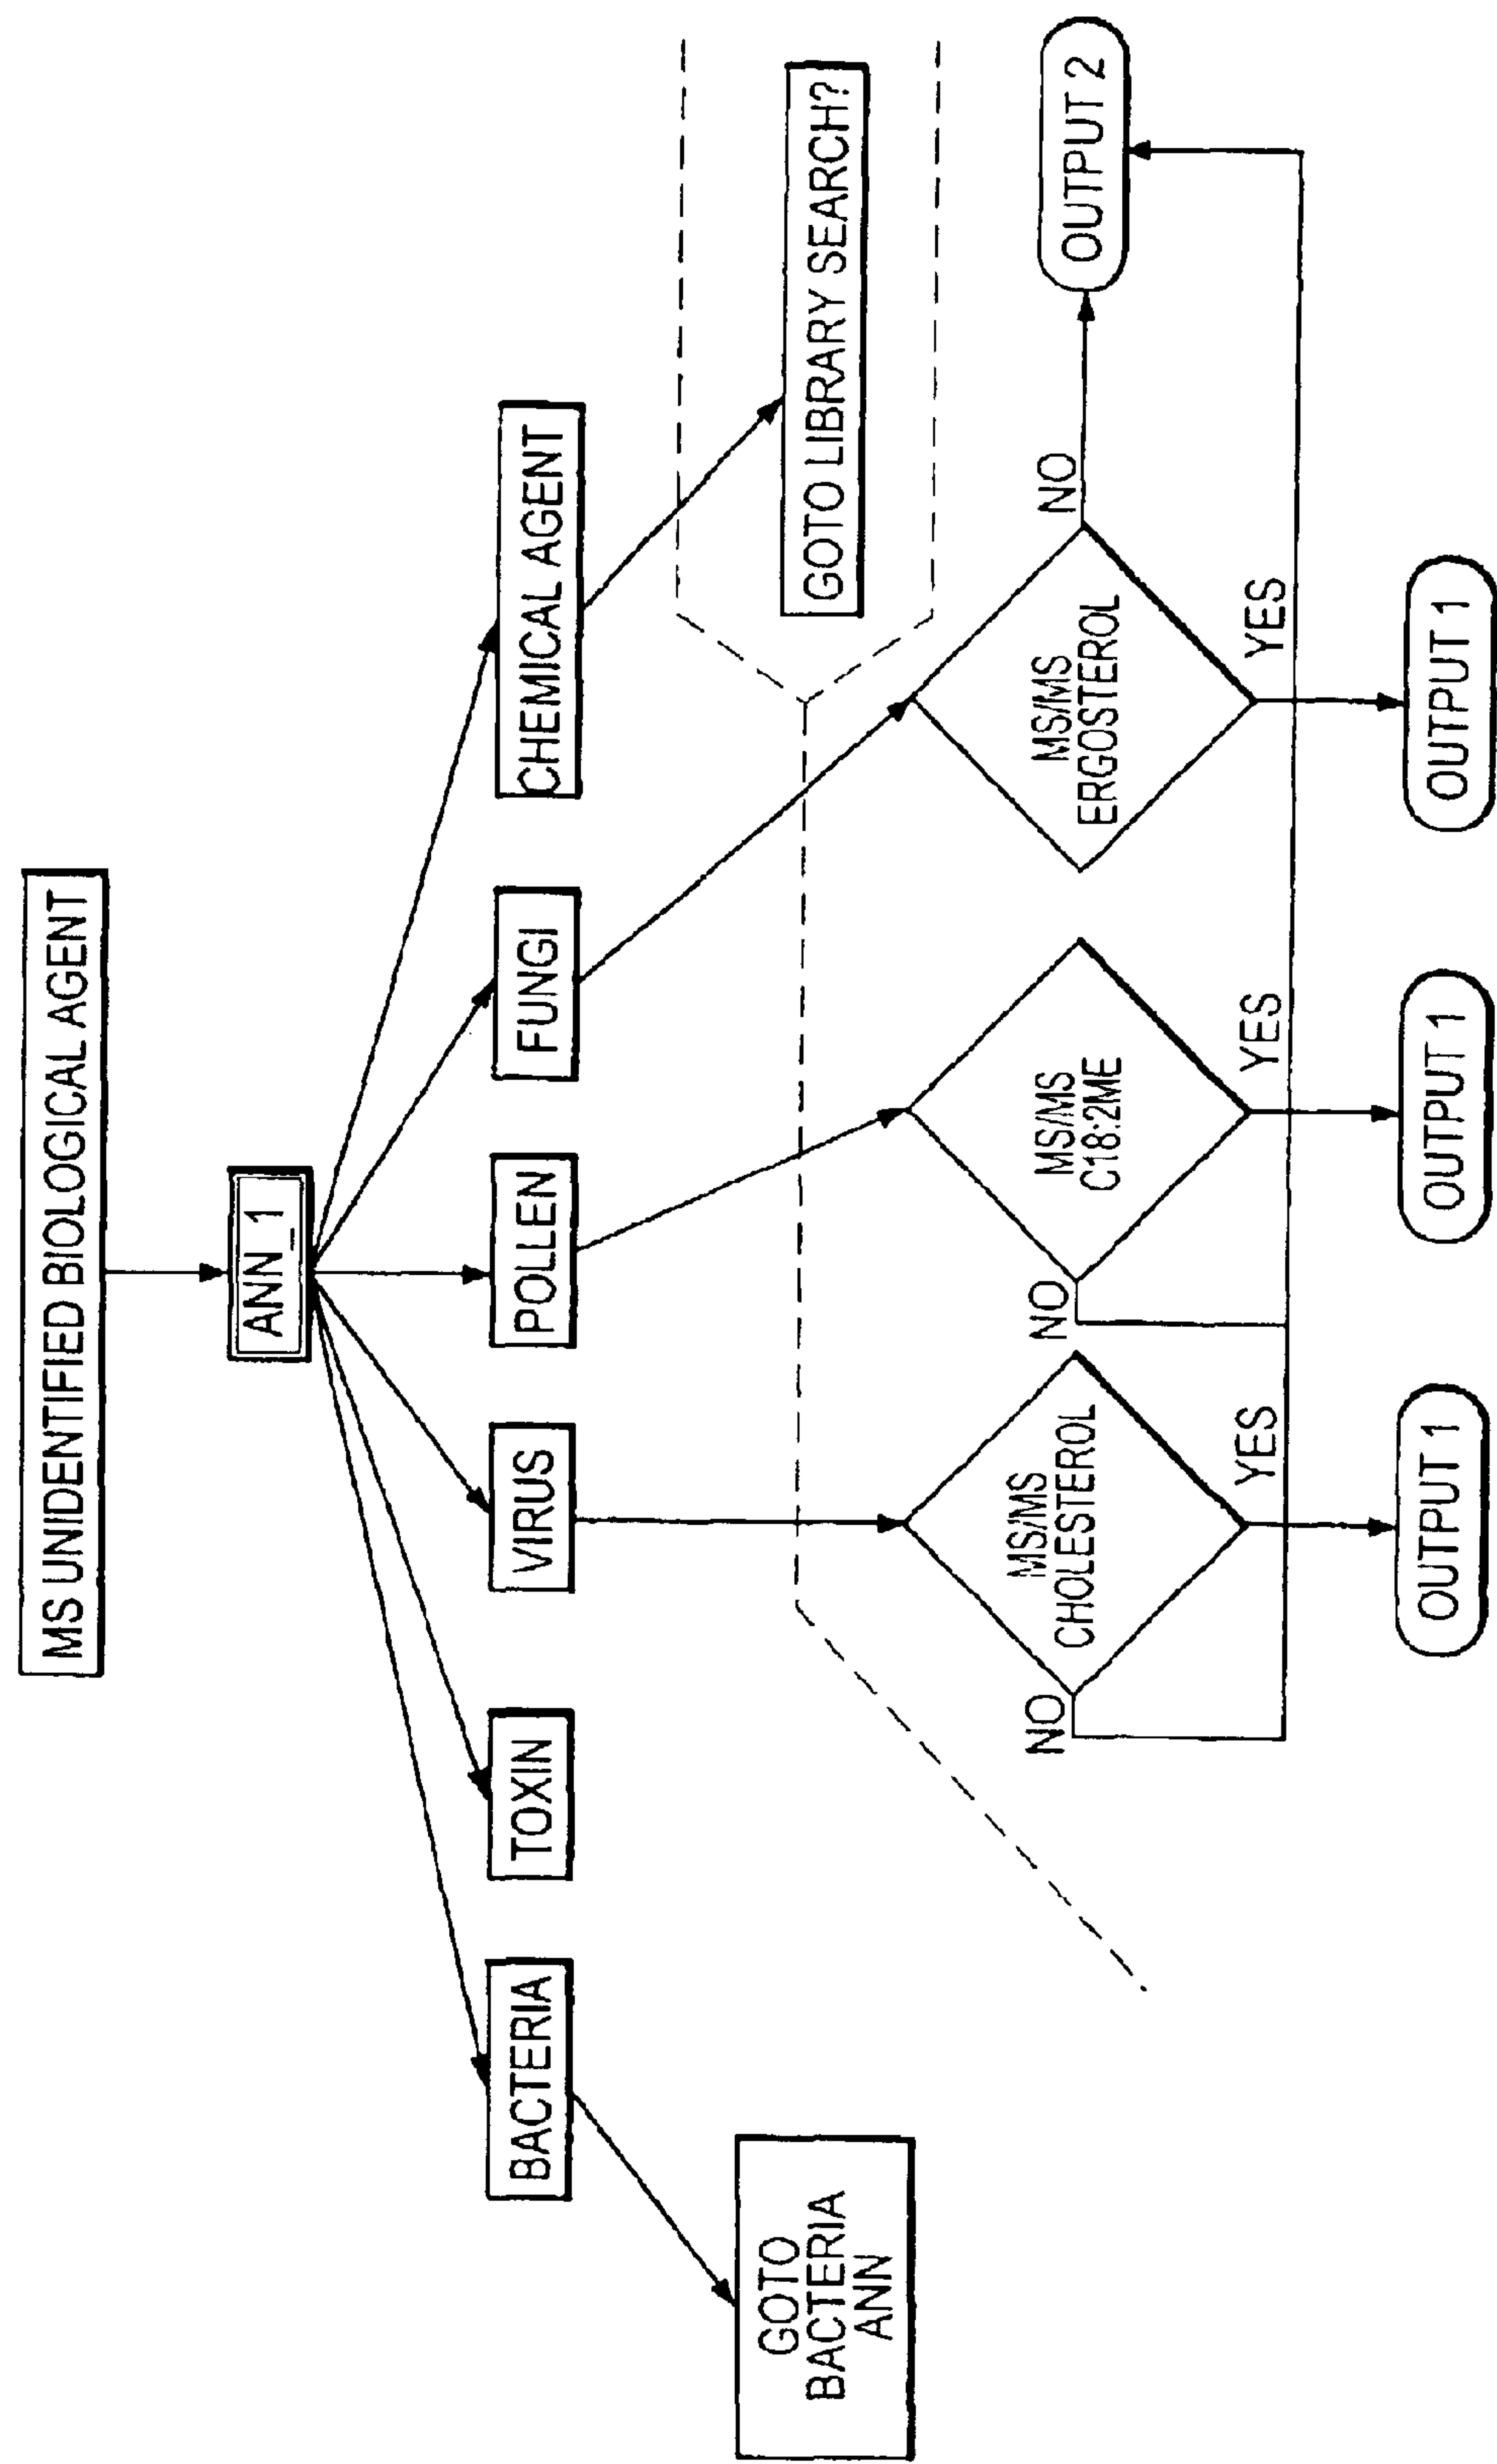 MS UNIDENTIFIED BIOLOGICAL AGENT
ANN_1
BACTERIA
TOXIN
VIRUS
POLLEN
FUNGI
CHEMICAL AGENT
GOTO
BACTERIA
ANN
GOTO LIBRARY SEARCH?
NO
MS/MS
CHOLESTEROL
YES
NO
MS/MS
C18:2ME
YES
MS/MS
ERGOSTEROL
NO
YES
OUTPUT 2
OUTPUT 1
OUTPUT 1
OUTPUT 1